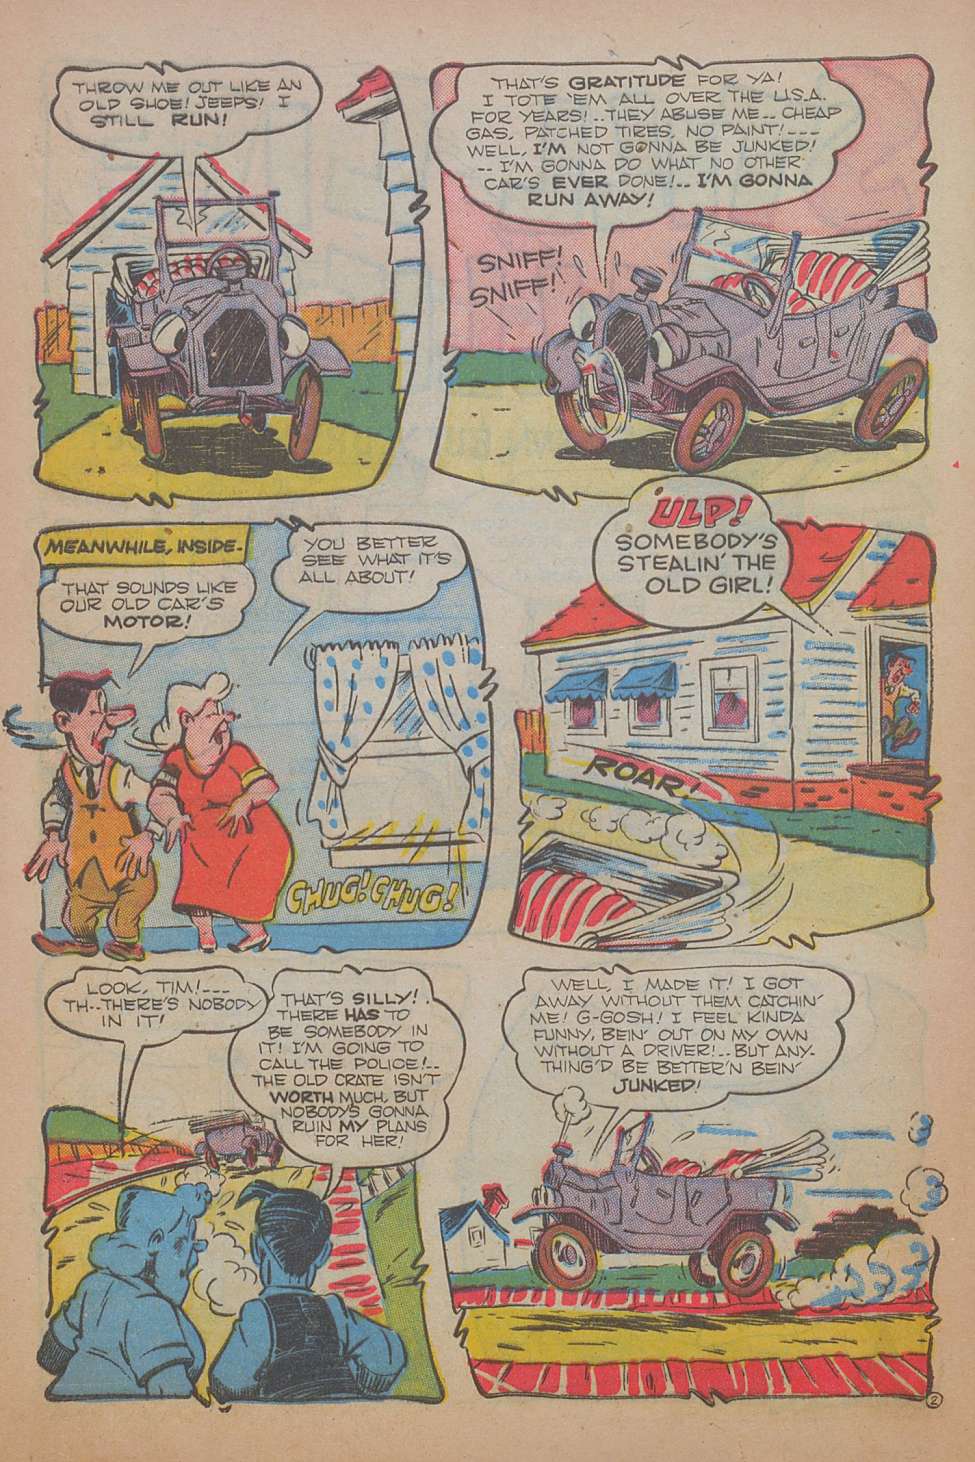 THROW ME OUT LIKE AN
OLD SHOE! JEEPS! I
STILL RUN!
THAT'S GRATITUDE FOR YA!
I TOTE 'EM ALL OVER THE U.S.A.
FOR YEARS!..THEY ABUSE ME-- CHEAP
GAS, PATCHED TIRES, NO PAINT!---
WELL, I'M NOT GONNA BE JUNKED!
-- I'M GONNA DO WHAT NO OTHER
CAR'S EVER DONE!-- I'M GONNA
RUN AWAY!
SNIFF!
SNIFF!
MEANWHILE, INSIDE-
THAT SOUNDS LIKE
OUR OLD CAR'S
MOTOR!
YOU BETTER
SEE WHAT IT'S
ALL ABOUT!
CHUG! CHUG!
'ULP!
SOMEBODY'S
STEALIN' THE
OLD GIRL!
ROAR!
LOOK, TIM!---
TH--THERE'S NOBODY
IN IT!
THAT'S SILLY!
THERE HAS TO
BE SOMEBODY IN
IT! I'M GOING TO
CALL THE POLICE!--
THE OLD CRATE ISN'T
WORTH MUCH, BUT
NOBODY'S GONNA
RUIN MY PLANS
FOR HER!
WELL, I MADE IT! I GOT
AWAY WITHOUT THEM CATCHIN'
ME! G-GOSH! I FEEL KINDA
FUNNY, BEIN' OUT ON MY OWN
WITHOUT A DRIVER!..BUT ANY-
THING'D BE BETTER'N BEIN'
JUNKED!
2